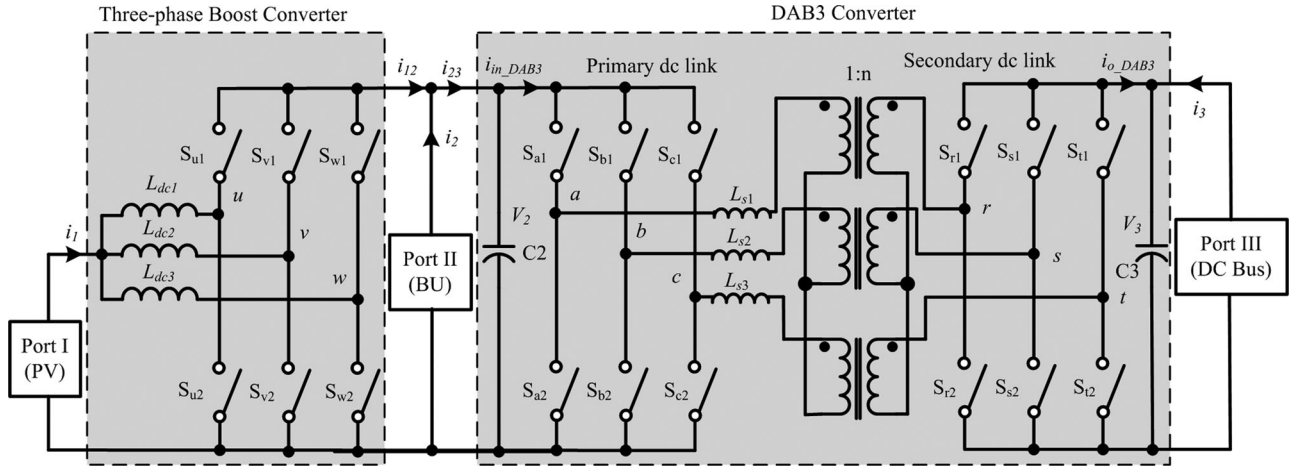 Three-phase Boost Converter
DAB3 Converter
i12
i23
i2
iin_DAB3
Primary dc link
1:n
Secondary dc link
io_DAB3
i3
Su1
Sv1
Sw1
Sa1
Sb1
Sc1
Sr1
Ss1
St1
Ldc1
u
Ldc2
v
Ldc3
w
i1
a
b
c
Ls1
Ls2
Ls3
V2
C2
r
s
t
V3
C3
Port I
(PV)
Port II
(BU)
Port III
(DC Bus)
Su2
Sv2
Sw2
Sa2
Sb2
Sc2
Sr2
Ss2
St2